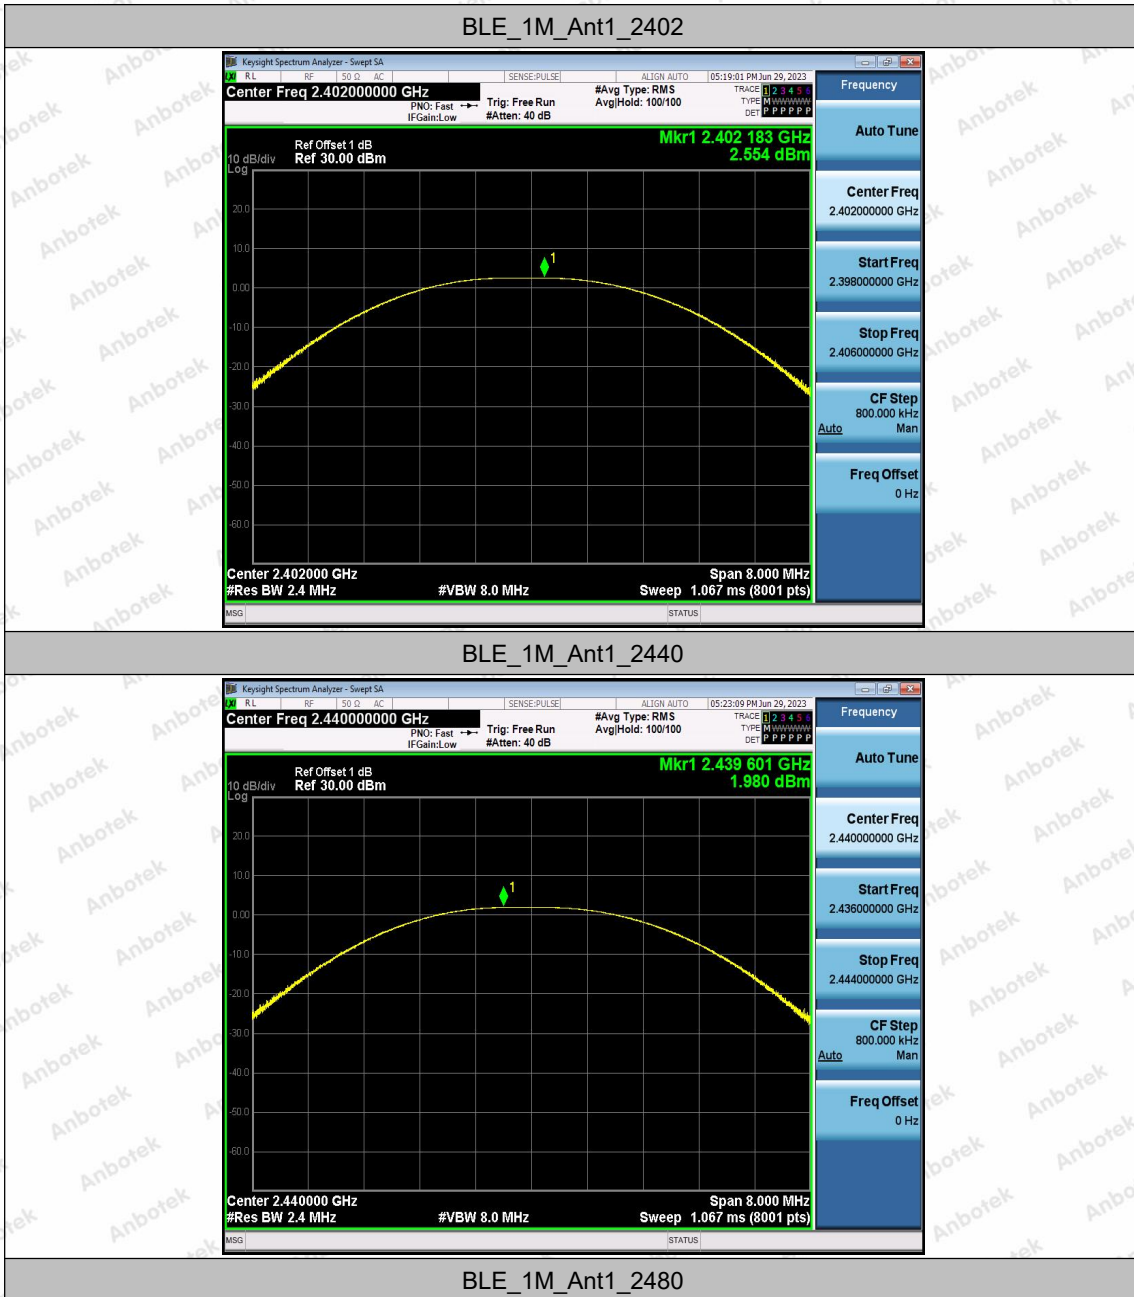 BLE_1M_Ant1_2402
Keysight Spectrum Analyzer - Swept SA
LXI RL RF 50 Ω AC SENSE:PULSE ALIGN AUTO 05:19:01 PM Jun 29, 2023
Center Freq 2.402000000 GHz
PNO: Fast
IFGain:Low
Trig: Free Run
#Atten: 40 dB
#Avg Type: RMS
Avg|Hold: 100/100
TRACE 1 2 3 4 5 6
TYPE M WWWWW
DET P P P P P P
Frequency
Auto Tune
Center Freq
2.402000000 GHz
Start Freq
2.398000000 GHz
Stop Freq
2.406000000 GHz
CF Step
800.000 kHz
Auto Man
Freq Offset
0 Hz
Mkr1 2.402 183 GHz
2.554 dBm
Ref Offset 1 dB
10 dB/div Ref 30.00 dBm
Log
20.0
10.0
1
0.00
-10.0
-20.0
-30.0
-40.0
-50.0
-60.0
Center 2.402000 GHz Span 8.000 MHz
#Res BW 2.4 MHz #VBW 8.0 MHz Sweep 1.067 ms (8001 pts)
MSG STATUS
BLE_1M_Ant1_2440
Keysight Spectrum Analyzer - Swept SA
LXI RL RF 50 Ω AC SENSE:PULSE ALIGN AUTO 05:23:09 PM Jun 29, 2023
Center Freq 2.440000000 GHz
PNO: Fast
IFGain:Low
Trig: Free Run
#Atten: 40 dB
#Avg Type: RMS
Avg|Hold: 100/100
TRACE 1 2 3 4 5 6
TYPE M WWWWW
DET P P P P P P
Frequency
Auto Tune
Center Freq
2.440000000 GHz
Start Freq
2.436000000 GHz
Stop Freq
2.444000000 GHz
CF Step
800.000 kHz
Auto Man
Freq Offset
0 Hz
Mkr1 2.439 601 GHz
1.980 dBm
Ref Offset 1 dB
10 dB/div Ref 30.00 dBm
Log
20.0
10.0
1
0.00
-10.0
-20.0
-30.0
-40.0
-50.0
-60.0
Center 2.440000 GHz Span 8.000 MHz
#Res BW 2.4 MHz #VBW 8.0 MHz Sweep 1.067 ms (8001 pts)
MSG STATUS
BLE_1M_Ant1_2480